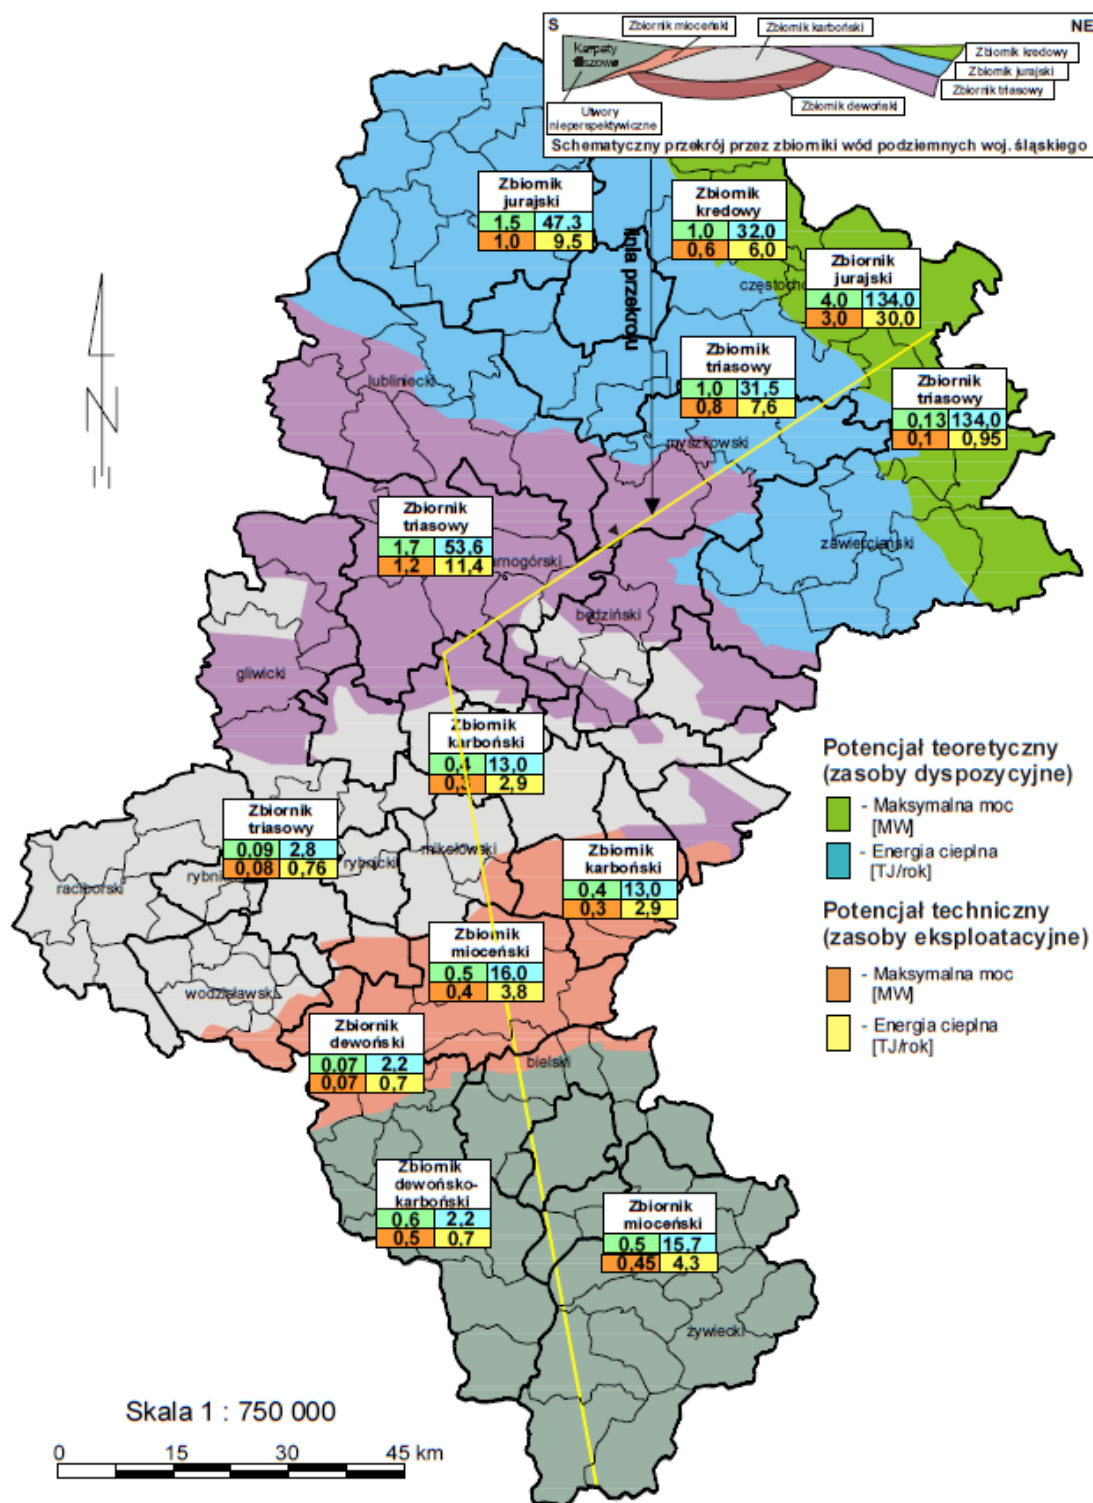 S
NE
Zbiornik mioceński
Zbiornik karboński
Karpaty
fliszowe
Zbiornik kredowy
Zbiornik jurajski
Zbiornik triasowy
Zbiornik dewoński
Utwory
nieperspektywiczne
Schematyczny przekrój przez zbiorniki wód podziemnych woj. śląskiego
Zbiornik
jurajski
1,5 47,3
1,0 9,5
Zbiornik
kredowy
1,0 32,0
0,6 6,0
linia przekroju
Zbiornik
jurajski
4,0 134,0
3,0 30,0
Zbiornik
triasowy
1,0 31,5
0,8 7,6
Zbiornik
triasowy
0,13 134,0
0,1 0,95
lubliniecki
myszkowski
zawierciański
Zbiornik
triasowy
1,7 53,6
1,2 11,4
będziński
gliwicki
N
Zbiornik
karboński
0,4 13,0
0,3 2,9
Zbiornik
triasowy
0,09 2,8
0,08 0,76
raciborski
rybnicki
mikołowski
Zbiornik
karboński
0,4 13,0
0,3 2,9
Zbiornik
mioceński
0,5 16,0
0,4 3,8
wodzisławski
Zbiornik
dewoński
0,07 2,2
0,07 0,7
bielski
Zbiornik
dewońsko-
karboński
0,6 2,2
0,5 0,7
Zbiornik
mioceński
0,5 15,7
0,45 4,3
żywiecki
Potencjał teoretyczny
(zasoby dyspozycyjne)
- Maksymalna moc
[MW]
- Energia cieplna
[TJ/rok]
Potencjał techniczny
(zasoby eksploatacyjne)
- Maksymalna moc
[MW]
- Energia cieplna
[TJ/rok]
Skala 1 : 750 000
0 15 30 45 km